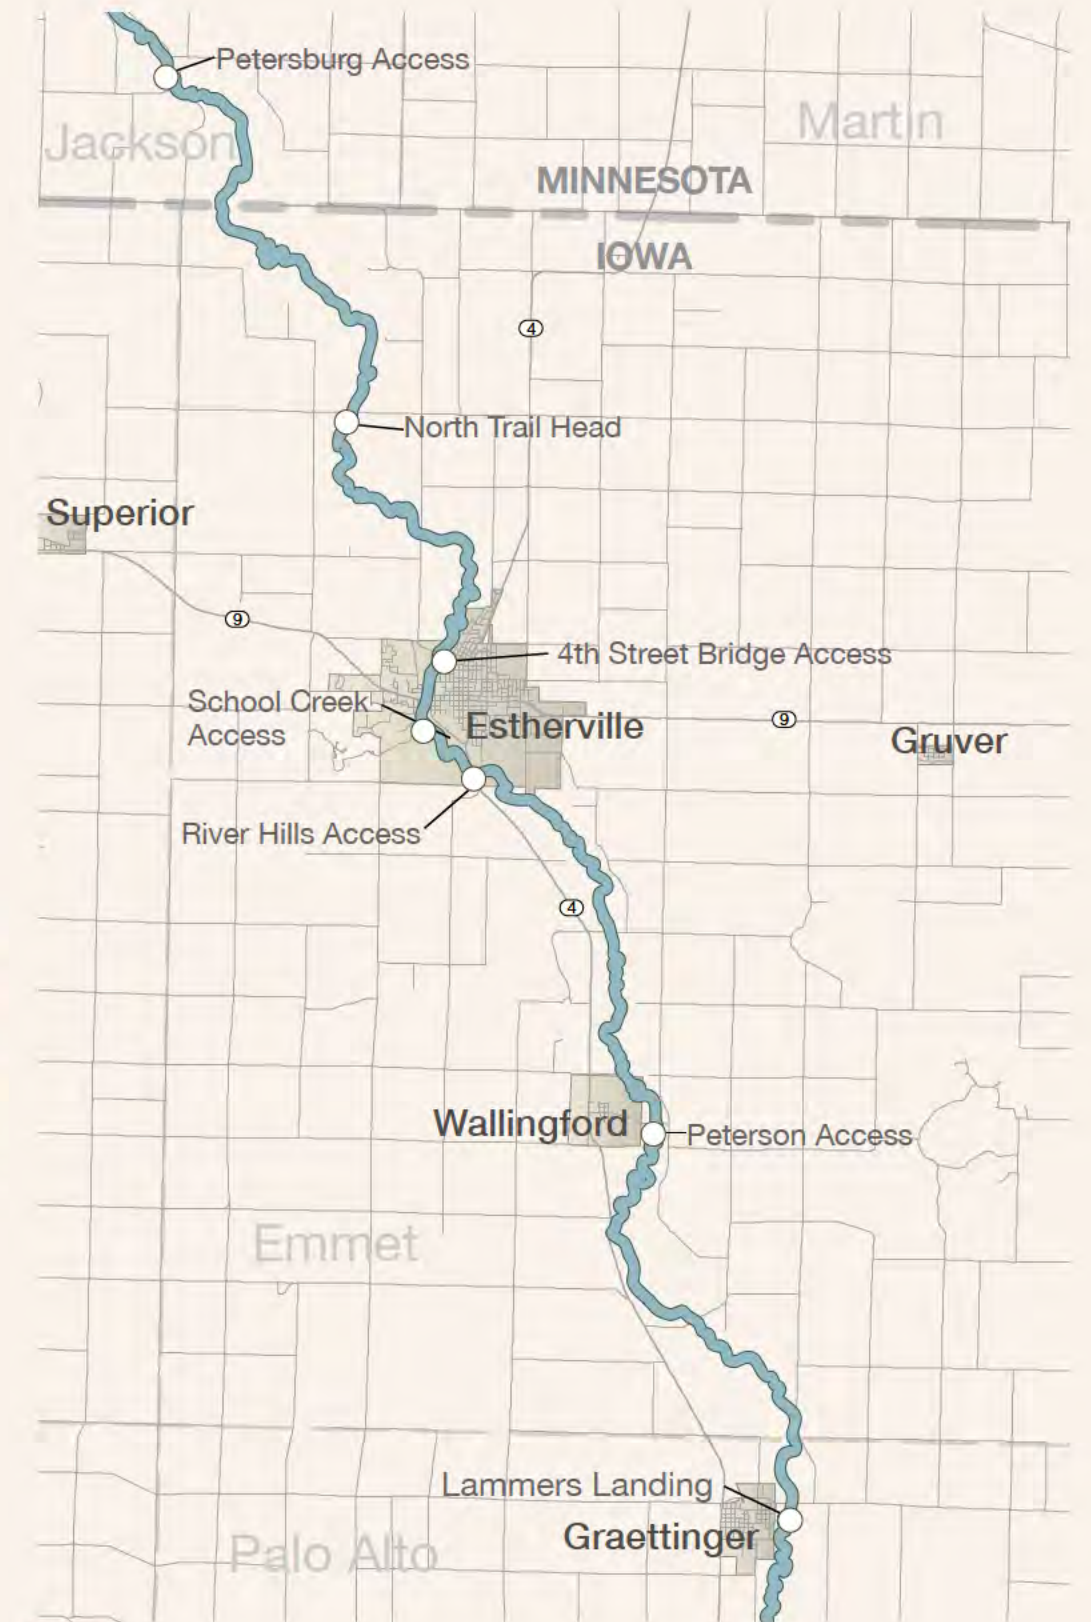 Petersburg Access
Martin
Jackson
MINNESOTA
IOWA
4
North Trail Head
Superior
9
4th Street Bridge Access
School Creek
Access
Estherville
9
Gruver
River Hills Access
4
Wallingford
Peterson Access
Emmet
Lammers Landing
Graettinger
Palo Alto